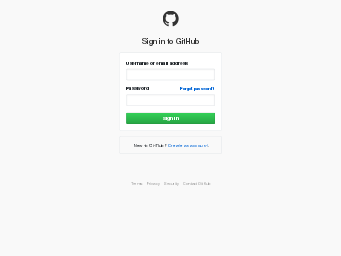 Sign in to GitHub
Username or email address
Password Forgot password?
Sign in
New to GitHub? Create an account.
Terms Privacy Security Contact GitHub